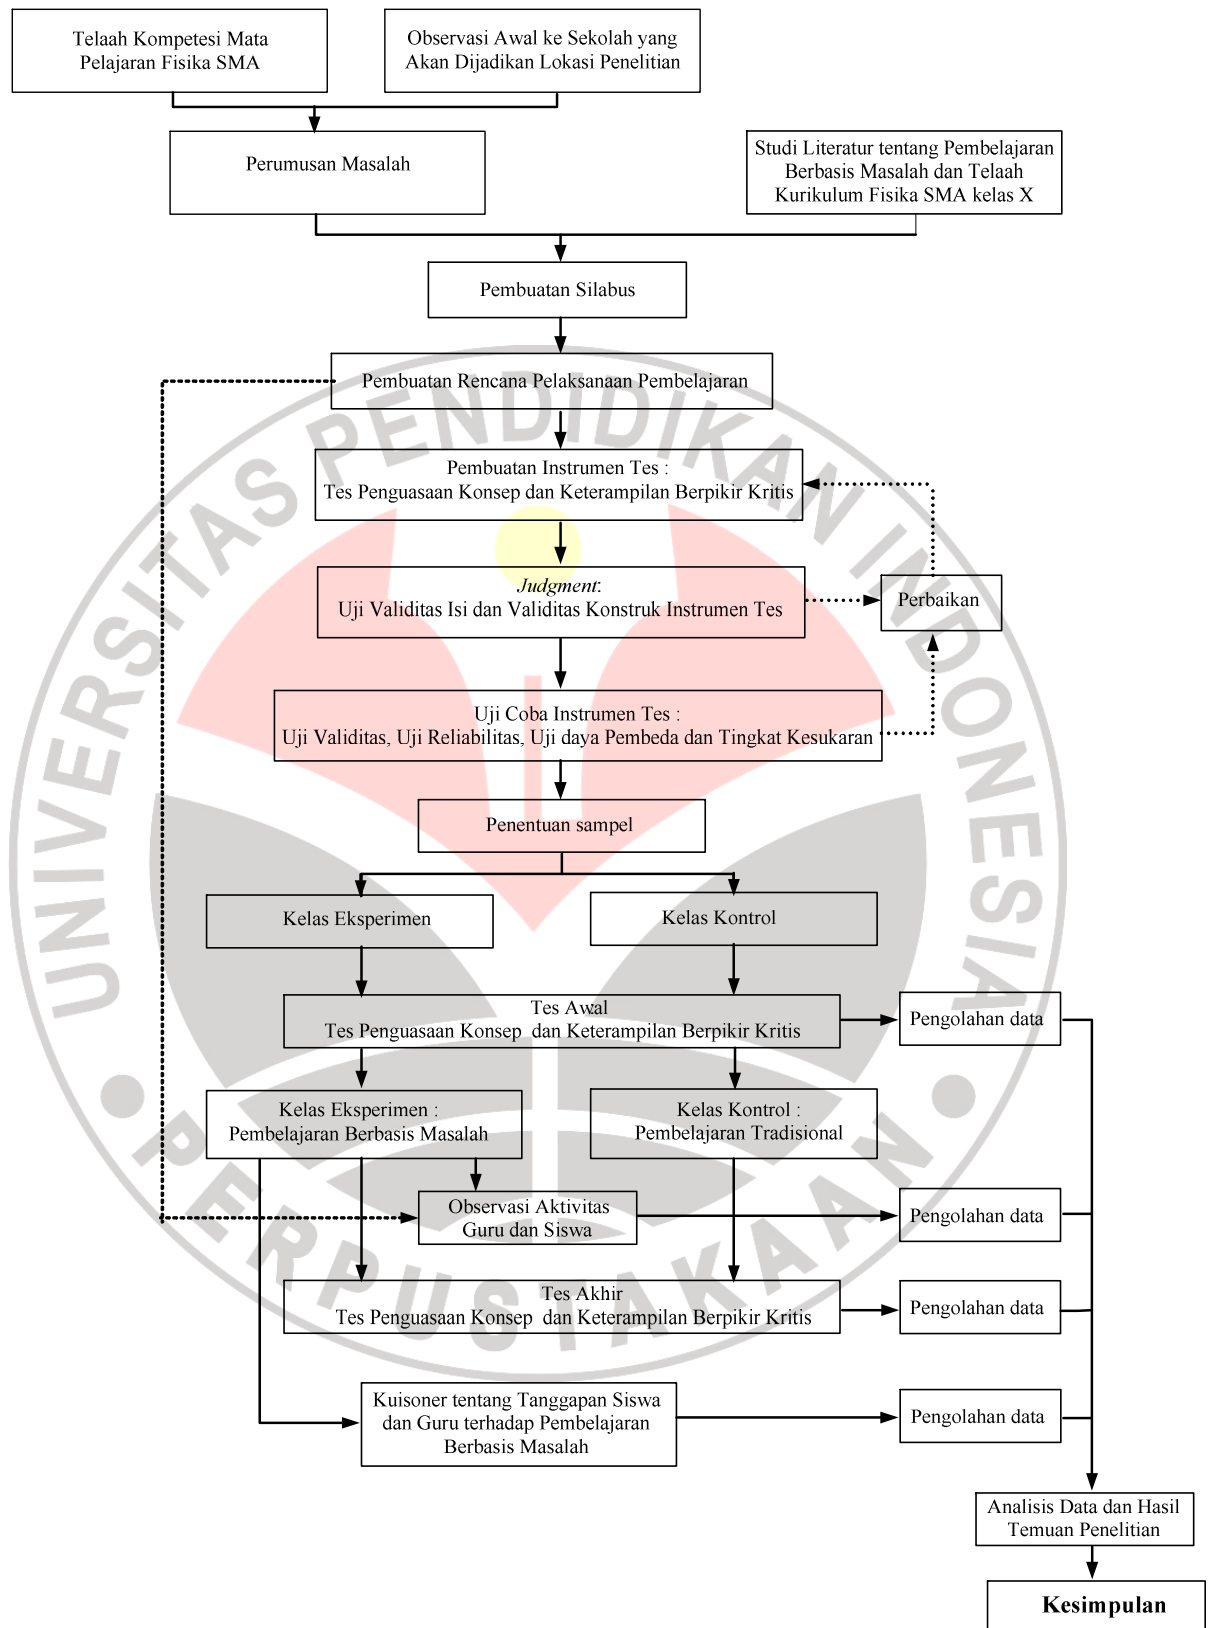 Telaah Kompetesi Mata
Pelajaran Fisika SMA
Observasi Awal ke Sekolah yang
Akan Dijadikan Lokasi Penelitian
Perumusan Masalah
Studi Literatur tentang Pembelajaran
Berbasis Masalah dan Telaah
Kurikulum Fisika SMA kelas X
Pembuatan Silabus
Pembuatan Rencana Pelaksanaan Pembelajaran
Pembuatan Instrumen Tes :
Tes Penguasaan Konsep dan Keterampilan Berpikir Kritis
Judgment:
Uji Validitas Isi dan Validitas Konstruk Instrumen Tes
Perbaikan
Uji Coba Instrumen Tes :
Uji Validitas, Uji Reliabilitas, Uji daya Pembeda dan Tingkat Kesukaran
Penentuan sampel
Kelas Eksperimen
Kelas Kontrol
Tes Awal
Tes Penguasaan Konsep dan Keterampilan Berpikir Kritis
Pengolahan data
Kelas Eksperimen :
Pembelajaran Berbasis Masalah
Kelas Kontrol :
Pembelajaran Tradisional
Observasi Aktivitas
Guru dan Siswa
Pengolahan data
Tes Akhir
Tes Penguasaan Konsep dan Keterampilan Berpikir Kritis
Pengolahan data
Kuisoner tentang Tanggapan Siswa
dan Guru terhadap Pembelajaran
Berbasis Masalah
Pengolahan data
Analisis Data dan Hasil
Temuan Penelitian
Kesimpulan
UNIVERSITAS PENDIDIKAN INDONESIA
PERPUSTAKAAN